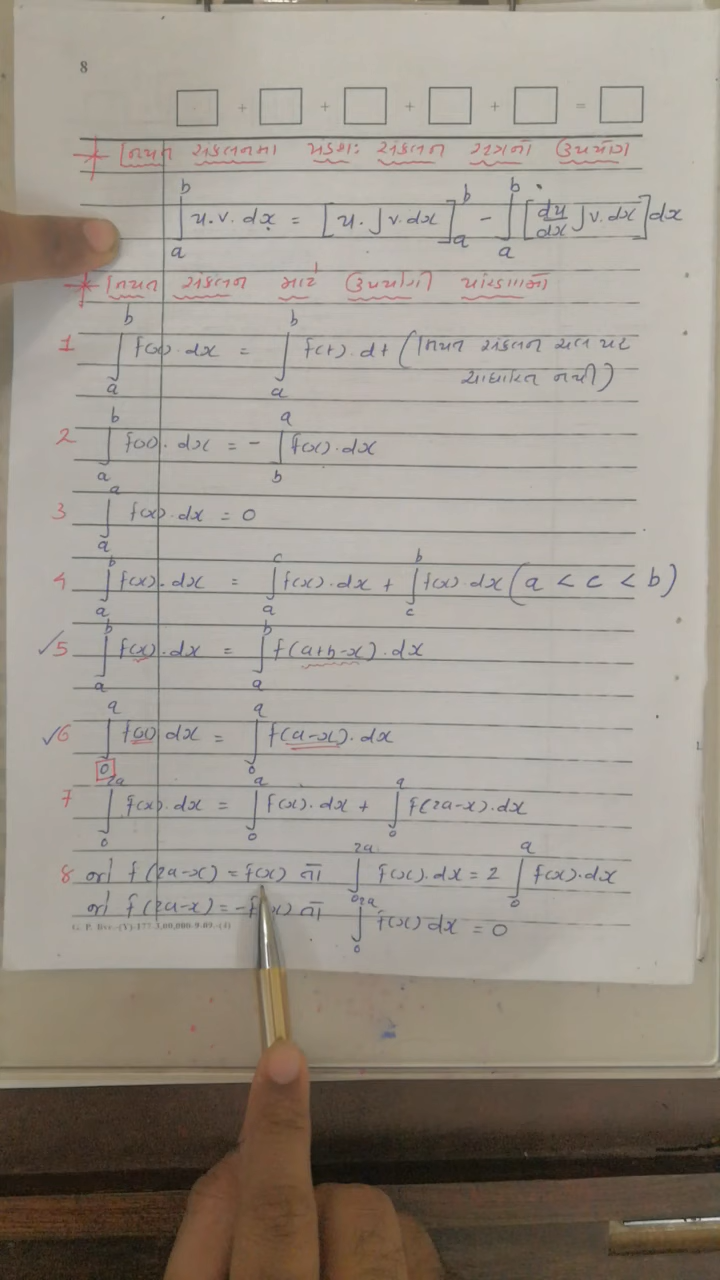 8
+ + + + =
* નિયત સંકલનમાં ખંડશઃ સંકલન સૂત્રનો ઉપયોગ
∫ₐᵇ u.v.dx = [u.∫v.dx]ₐᵇ - ∫ₐᵇ [du/dx ∫v.dx]dx
* નિયત સંકલન માટે ઉપયોગી પરિણામો
1 ∫ₐᵇ f(x).dx = ∫ₐᵇ f(t).dt (નિયત સંકલન ચલ પર
આધારિત નથી)
2 ∫ₐᵇ f(x).dx = - ∫_b^a f(x).dx
3 ∫ₐᵃ f(x).dx = 0
4 ∫ₐᵇ f(x).dx = ∫ₐᶜ f(x).dx + ∫_c^b f(x).dx (a < c < b)
✓5 ∫ₐᵇ f(x).dx = ∫ₐᵇ f(a+b-x).dx
✓6 ∫₀ᵃ f(x) dx = ∫₀ᵃ f(a-x).dx
7 ∫₀²ᵃ f(x).dx = ∫₀ᵃ f(x).dx + ∫₀ᵃ f(2a-x).dx
8 જો f(2a-x) = f(x) તો ∫₀²ᵃ f(x).dx = 2 ∫₀ᵃ f(x).dx
જો f(2a-x) = -f(x) તો ∫₀²ᵃ f(x) dx = 0